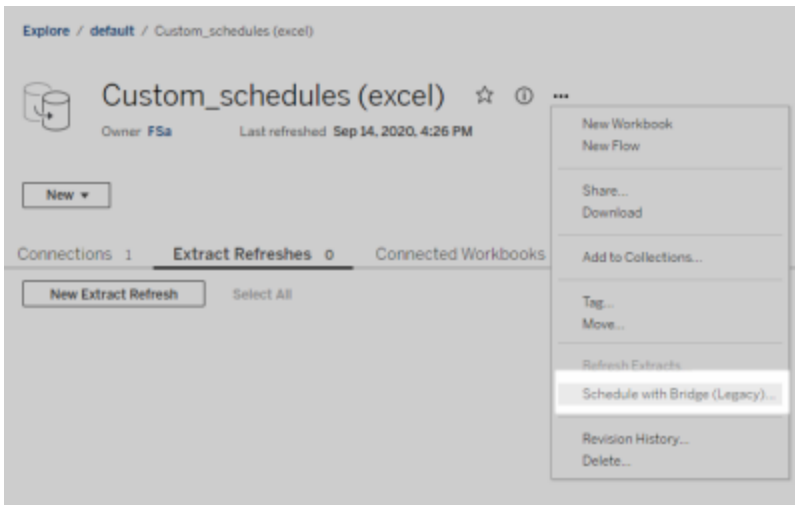 Explore / default / Custom_schedules (excel)
Custom_schedules (excel)
Owner FSa Last refreshed Sep 14, 2020, 4:26 PM
New
Connections 1 Extract Refreshes 0 Connected Workbooks
New Extract Refresh Select All
New Workbook
New Flow
Share...
Download
Add to Collections...
Tag...
Move...
Refresh Extracts...
Schedule with Bridge (Legacy)...
Revision History...
Delete...